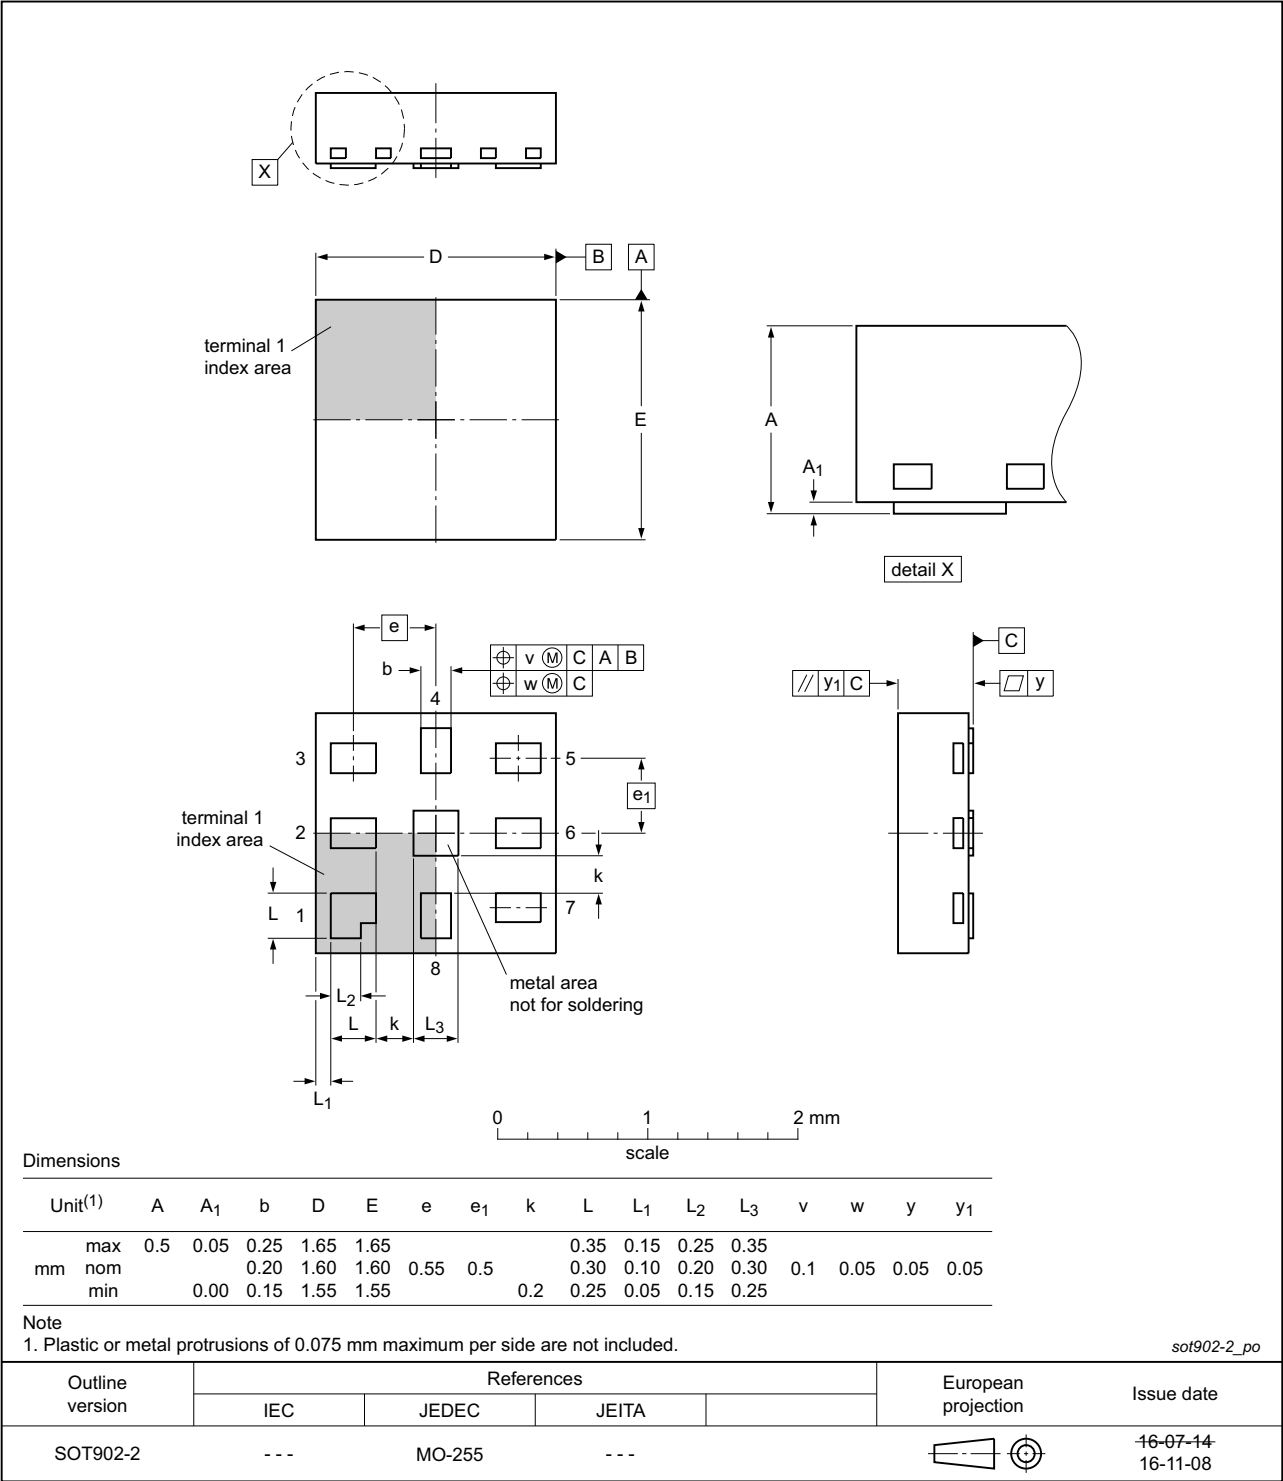 X
D
B
A
terminal 1
index area
E
A
A1
detail X
e
b
v M C A B
w M C
4
3
5
e1
terminal 1
index area
2
6
k
L
1
7
8
metal area
not for soldering
L2
L
k
L3
L1
C
// y1 C
y
0 1 2 mm
scale
Dimensions
Unit(1) A A1 b D E e e1 k L L1 L2 L3 v w y y1
max 0.5 0.05 0.25 1.65 1.65 0.35 0.15 0.25 0.35
mm nom 0.20 1.60 1.60 0.55 0.5 0.30 0.10 0.20 0.30 0.1 0.05 0.05 0.05
min 0.00 0.15 1.55 1.55 0.2 0.25 0.05 0.15 0.25
Note
1. Plastic or metal protrusions of 0.075 mm maximum per side are not included.
sot902-2_po
Outline
version
References
IEC JEDEC JEITA
European
projection
Issue date
SOT902-2 - - - MO-255 - - -
16-07-14
16-11-08